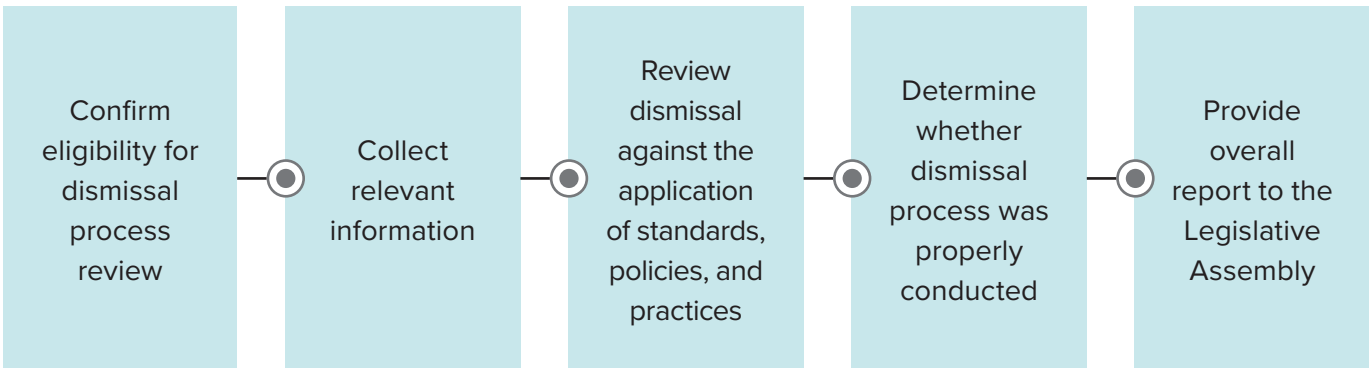 Confirm
eligibility for
dismissal
process
review
Collect
relevant
information
Review
dismissal
against the
application
of standards,
policies, and
practices
Determine
whether
dismissal
process was
properly
conducted
Provide
overall
report to the
Legislative
Assembly